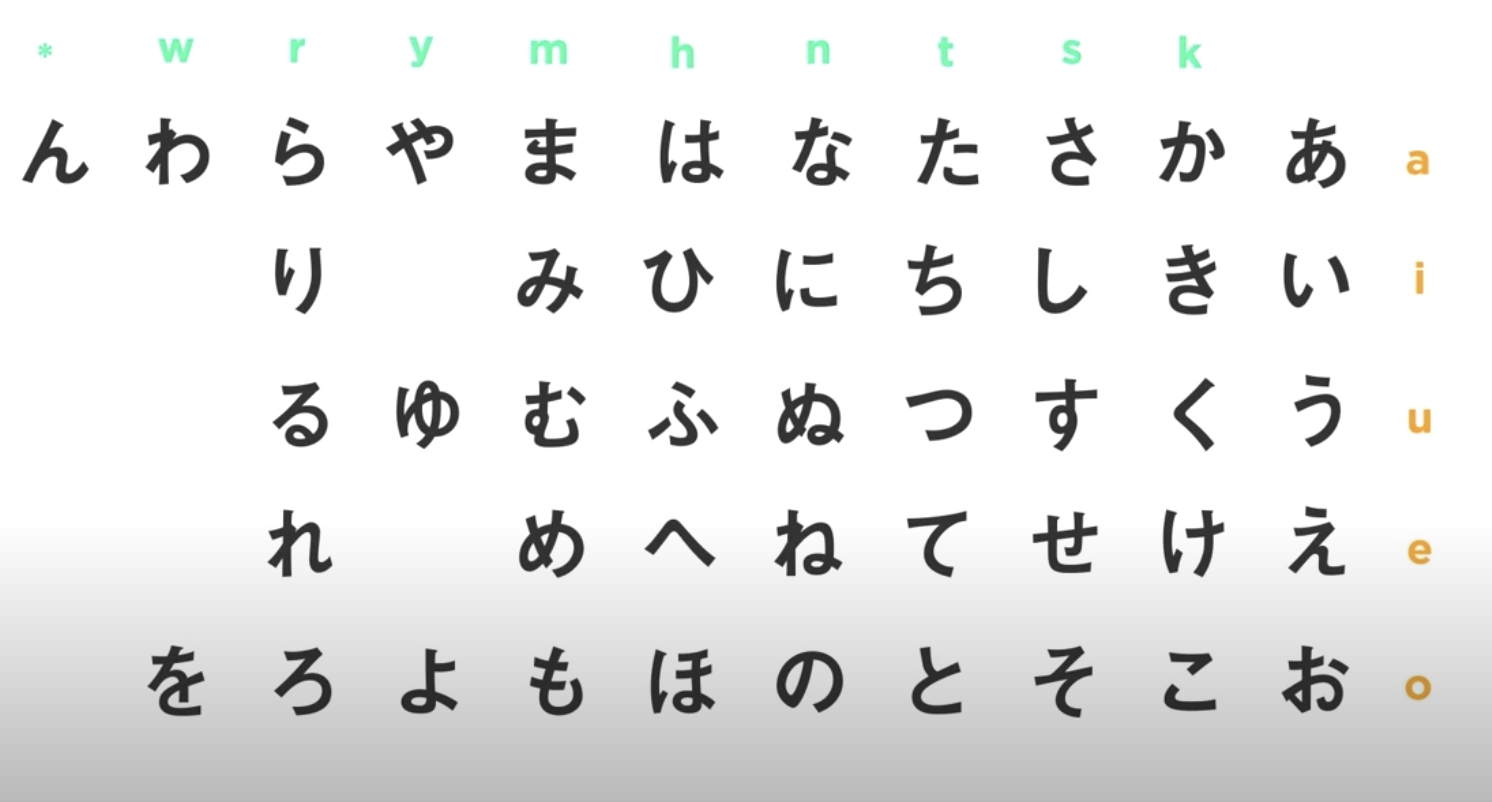 * w r y m h n t s k
ん わ ら や ま は な た さ か あ a
り み ひ に ち し き い i
る ゆ む ふ ぬ つ す く う u
れ め へ ね て せ け え e
を ろ よ も ほ の と そ こ お o